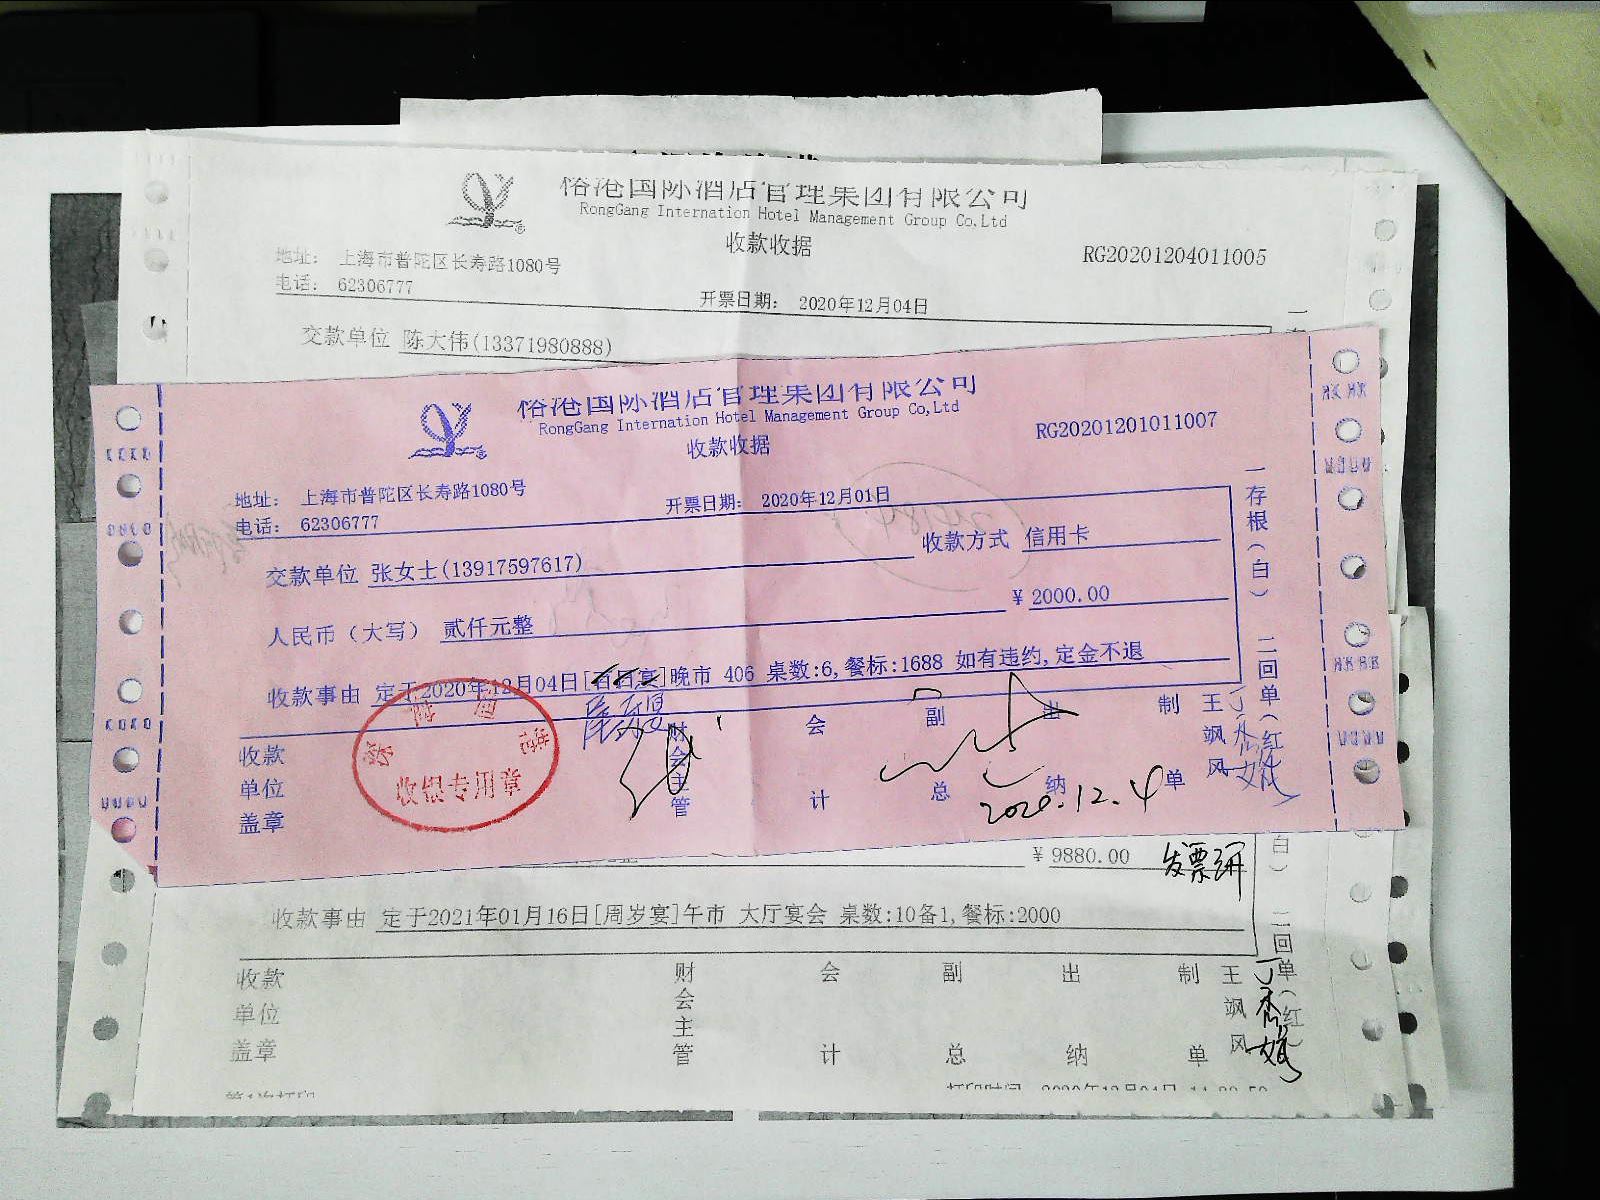 榕港国际酒店管理集团有限公司
RongGang Internation Hotel Management Group Co,Ltd
收款收据
RG20201204011005
地址： 上海市普陀区长寿路1080号
电话： 62306777
开票日期： 2020年12月04日
交款单位 陈大伟(13371980888)
榕港国际酒店管理集团有限公司
RongGang Internation Hotel Management Group Co,Ltd
收款收据
RG20201201011007
地址： 上海市普陀区长寿路1080号
电话： 62306777
开票日期： 2020年12月01日
交款单位 张女士(13917597617)
收款方式 信用卡
人民币（大写） 贰仟元整
¥ 2000.00
收款事由 定于2020年12月04日[百日宴]晚市 406 桌数:6,餐标:1688 如有违约,定金不退
收款单位盖章
收银专用章
财会主管
会计
副总
出纳
制单
王飒风
2020.12.4
一存根（白） 二回单（红
¥ 9880.00
发票
收款事由 定于2021年01月16日[周岁宴]午市 大厅宴会 桌数:10备1,餐标:2000
收款单位盖章
财会主管
会计
副总
出纳
制单
王飒风
白） 二回单（红